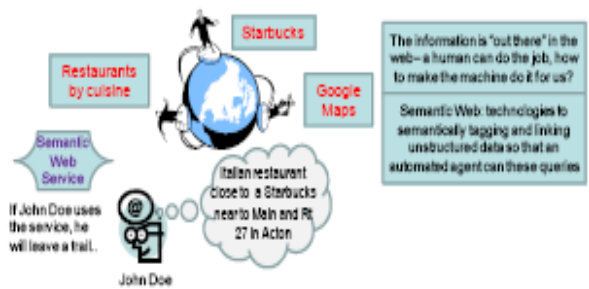 Starbucks
Restaurants
by cuisine
Google
Maps
The information is "out there" in the
web– a human can do the job, how
to make the machine do it for us?
Semantic Web: technologies to
semantically tagging and linking
unstructured data so that an
automated agent can these queries
Semantic
Web
Service
If John Doe uses
the service, he
will leave a trail..
@
John Doe
Italian restaurant
close to a Starbucks
near to Main and Rt
27 in Acton